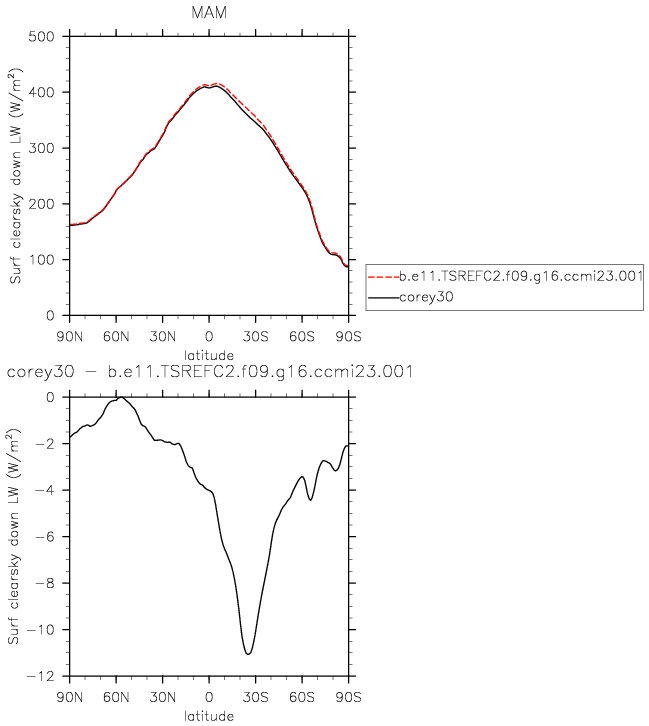 MAM
500
400
300
200
100
0
Surf clearsky down LW (W/m²)
90N 60N 30N 0 30S 60S 90S
latitude
b.e11.TSREFC2.f09.g16.ccmi23.001
corey30
corey30 − b.e11.TSREFC2.f09.g16.ccmi23.001
0
−2
−4
−6
−8
−10
−12
Surf clearsky down LW (W/m²)
90N 60N 30N 0 30S 60S 90S
latitude